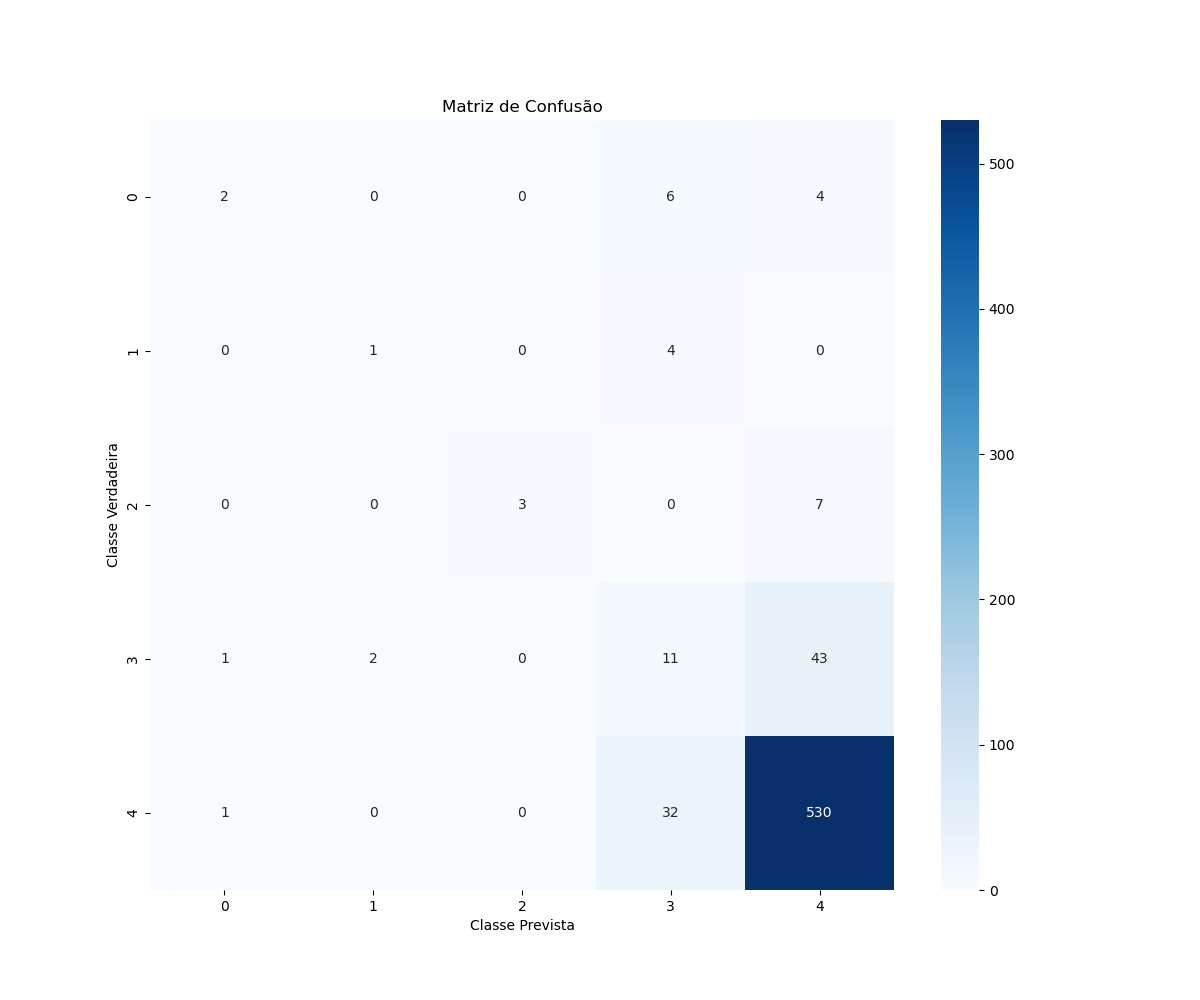 Matriz de Confusão
0 2 0 0 6 4
1 0 1 0 4 0
2 0 0 3 0 7
3 1 2 0 11 43
4 1 0 0 32 530
0 1 2 3 4
Classe Prevista
Classe Verdadeira
500
400
300
200
100
0